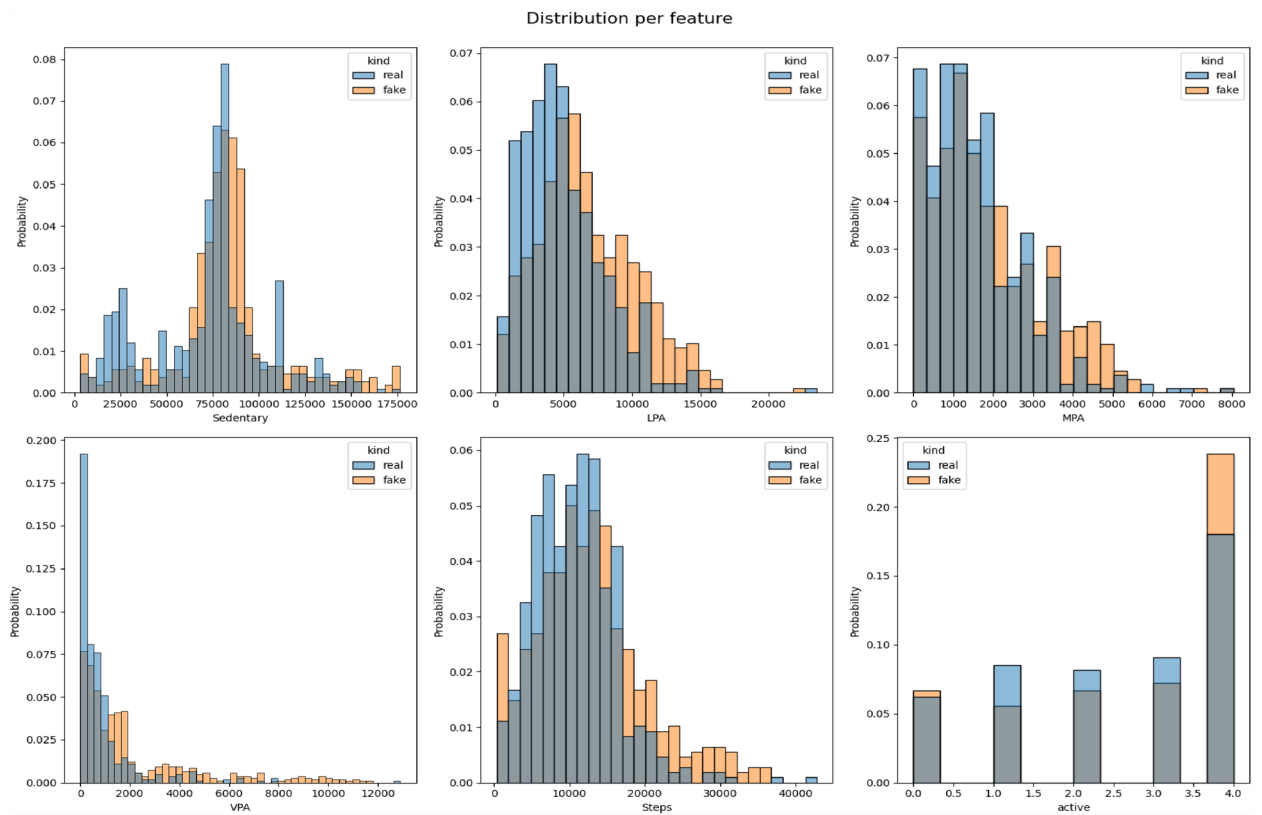 Distribution per feature
kind
real
fake
0.08
0.07
0.06
0.05
0.04
0.03
0.02
0.01
0.00
Probability
0 25000 50000 75000 100000 125000 150000 175000
Sedentary
kind
real
fake
0.07
0.06
0.05
0.04
0.03
0.02
0.01
0.00
Probability
0 5000 10000 15000 20000
LPA
kind
real
fake
0.07
0.06
0.05
0.04
0.03
0.02
0.01
0.00
Probability
0 1000 2000 3000 4000 5000 6000 7000 8000
MPA
kind
real
fake
0.200
0.175
0.150
0.125
0.100
0.075
0.050
0.025
0.000
Probability
0 2000 4000 6000 8000 10000 12000
VPA
kind
real
fake
0.06
0.05
0.04
0.03
0.02
0.01
0.00
Probability
0 10000 20000 30000 40000
Steps
kind
real
fake
0.25
0.20
0.15
0.10
0.05
0.00
Probability
0.0 0.5 1.0 1.5 2.0 2.5 3.0 3.5 4.0
active